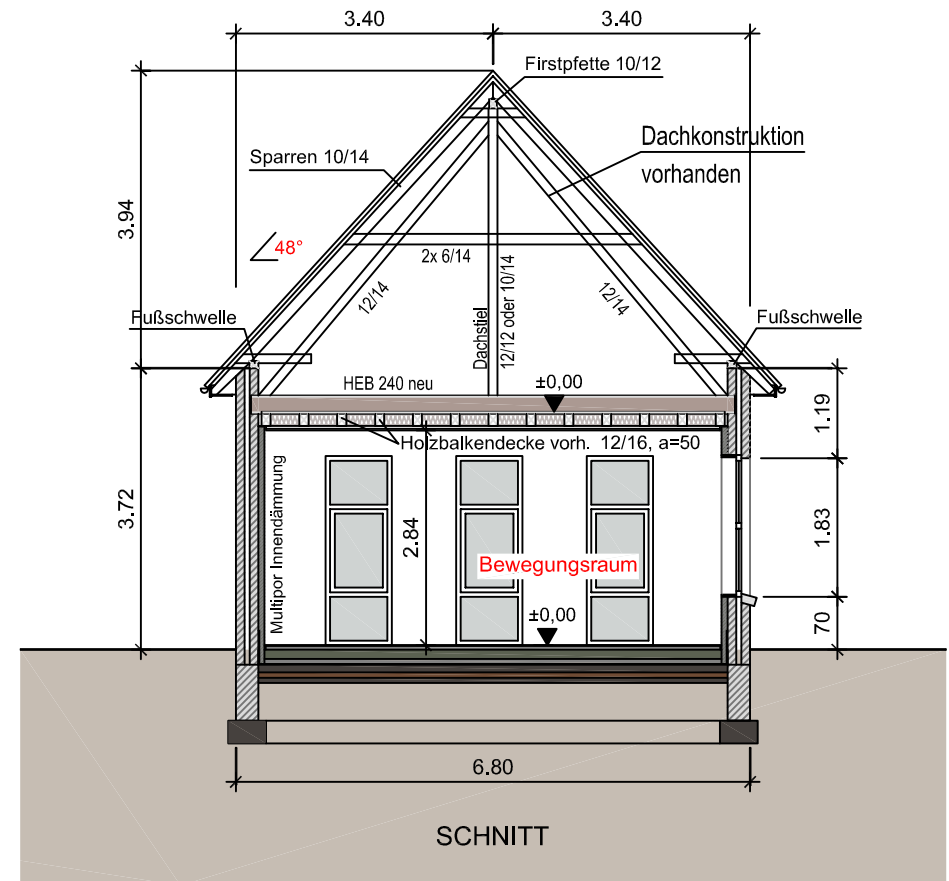 3.40
3.40
Firstpfette 10/12
Dachkonstruktion
vorhanden
Sparren 10/14
3.94
48°
2x 6/14
12/14
Dachstiel
12/12 oder 10/14
12/14
Fußschwelle
Fußschwelle
HEB 240 neu
±0,00
1.19
Holzbalkendecke vorh. 12/16, a=50
3.72
Multipor Innendämmung
2.84
1.83
Bewegungsraum
±0,00
70
6.80
SCHNITT